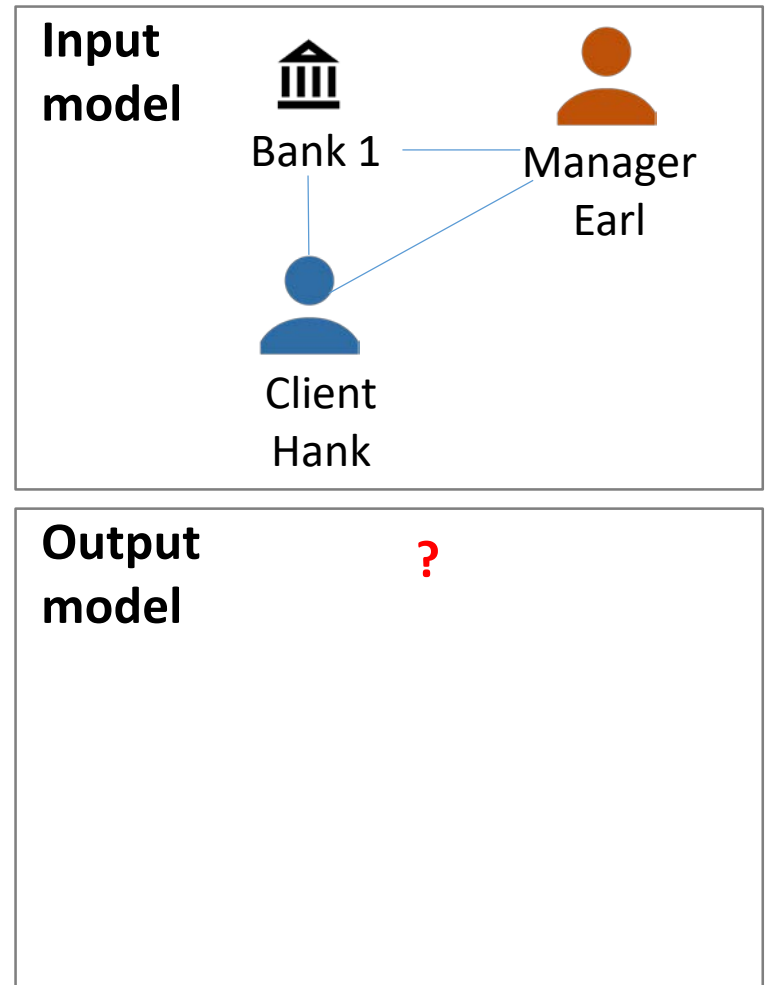 Input
model
Bank 1
Manager
Earl
Client
Hank
Output
model
?